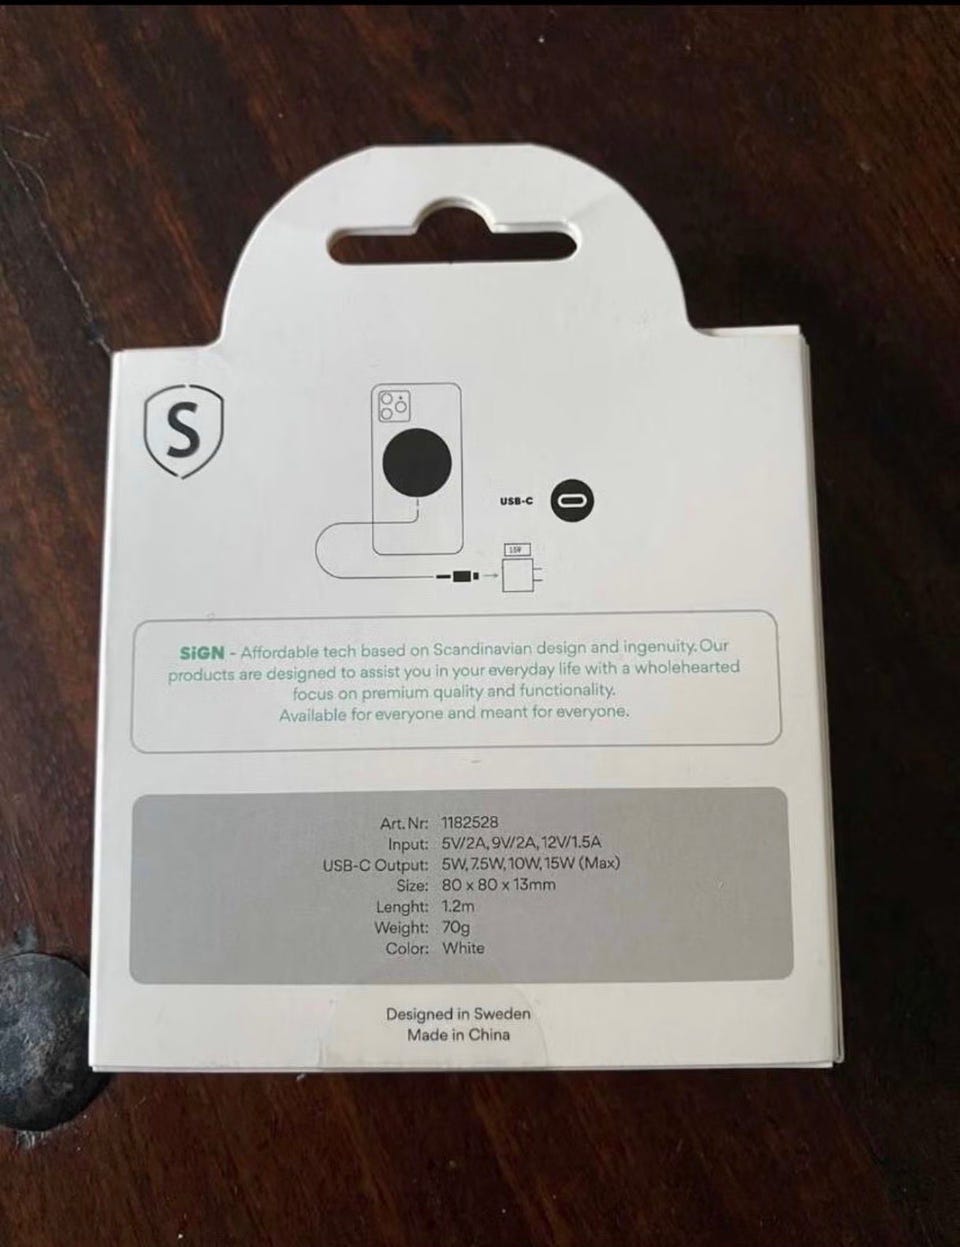 S
USB-C
15W
SiGN - Affordable tech based on Scandinavian design and ingenuity. Our
products are designed to assist you in your everyday life with a wholehearted
focus on premium quality and functionality.
Available for everyone and meant for everyone.
Art. Nr: 1182528
Input: 5V/2A, 9V/2A, 12V/1.5A
USB-C Output: 5W, 7.5W, 10W, 15W (Max)
Size: 80 x 80 x 13mm
Lenght: 1.2m
Weight: 70g
Color: White
Designed in Sweden
Made in China